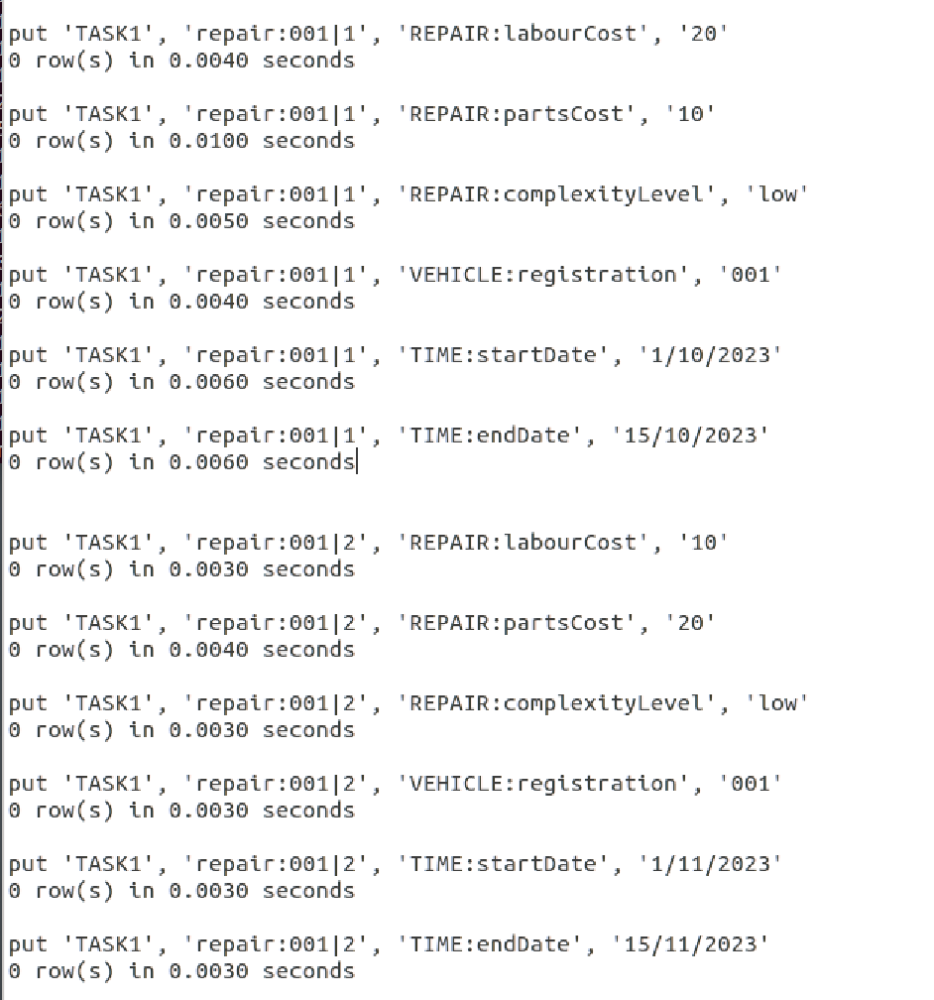 put 'TASK1', 'repair:001|1', 'REPAIR:labourCost', '20'
0 row(s) in 0.0040 seconds
put 'TASK1', 'repair:001|1', 'REPAIR:partsCost', '10'
0 row(s) in 0.0100 seconds
put 'TASK1', 'repair:001|1', 'REPAIR:complexityLevel', 'low'
0 row(s) in 0.0050 seconds
put 'TASK1', 'repair:001|1', 'VEHICLE:registration', '001'
0 row(s) in 0.0040 seconds
put 'TASK1', 'repair:001|1', 'TIME:startDate', '1/10/2023'
0 row(s) in 0.0060 seconds
put 'TASK1', 'repair:001|1', 'TIME:endDate', '15/10/2023'
0 row(s) in 0.0060 seconds
put 'TASK1', 'repair:001|2', 'REPAIR:labourCost', '10'
0 row(s) in 0.0030 seconds
put 'TASK1', 'repair:001|2', 'REPAIR:partsCost', '20'
0 row(s) in 0.0040 seconds
put 'TASK1', 'repair:001|2', 'REPAIR:complexityLevel', 'low'
0 row(s) in 0.0030 seconds
put 'TASK1', 'repair:001|2', 'VEHICLE:registration', '001'
0 row(s) in 0.0030 seconds
put 'TASK1', 'repair:001|2', 'TIME:startDate', '1/11/2023'
0 row(s) in 0.0030 seconds
put 'TASK1', 'repair:001|2', 'TIME:endDate', '15/11/2023'
0 row(s) in 0.0030 seconds